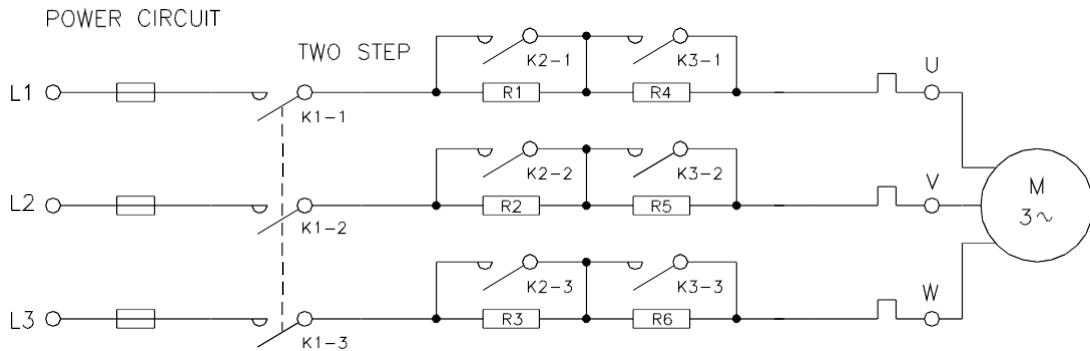 POWER CIRCUIT
TWO STEP
K2-1 K3-1
L1 R1 R4 U
K1-1
K2-2 K3-2
L2 R2 R5 V
K1-2
M
3~
K2-3 K3-3
L3 R3 R6 W
K1-3